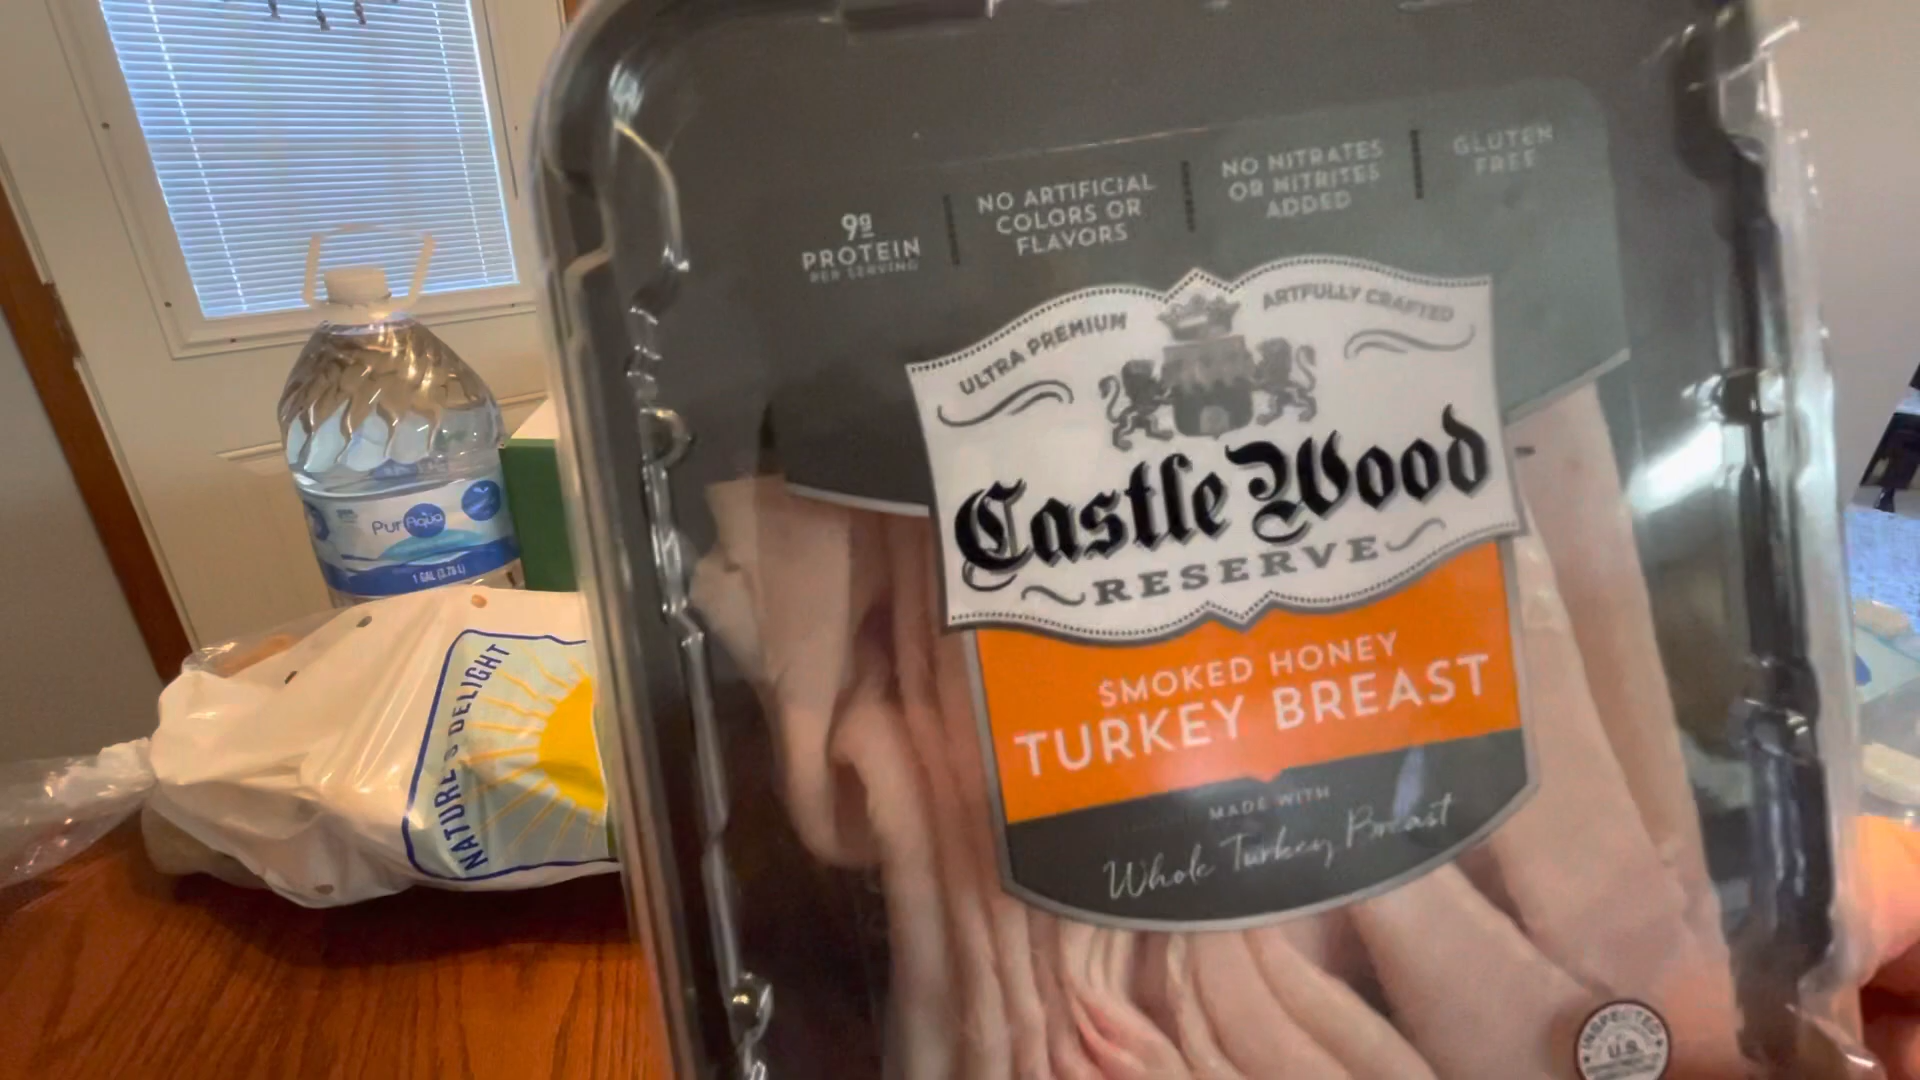 9g
PROTEIN
PER SERVING
NO ARTIFICIAL
COLORS OR
FLAVORS
NO NITRATES
OR NITRITES
ADDED
GLUTEN
FREE
ULTRA PREMIUM
ARTFULLY CRAFTED
Castle Wood
RESERVE
SMOKED HONEY
TURKEY BREAST
MADE WITH
Whole Turkey Breast
INSPECTED
U.S.
PurAqua
1 GAL (3.78 L)
NATURE'S DELIGHT